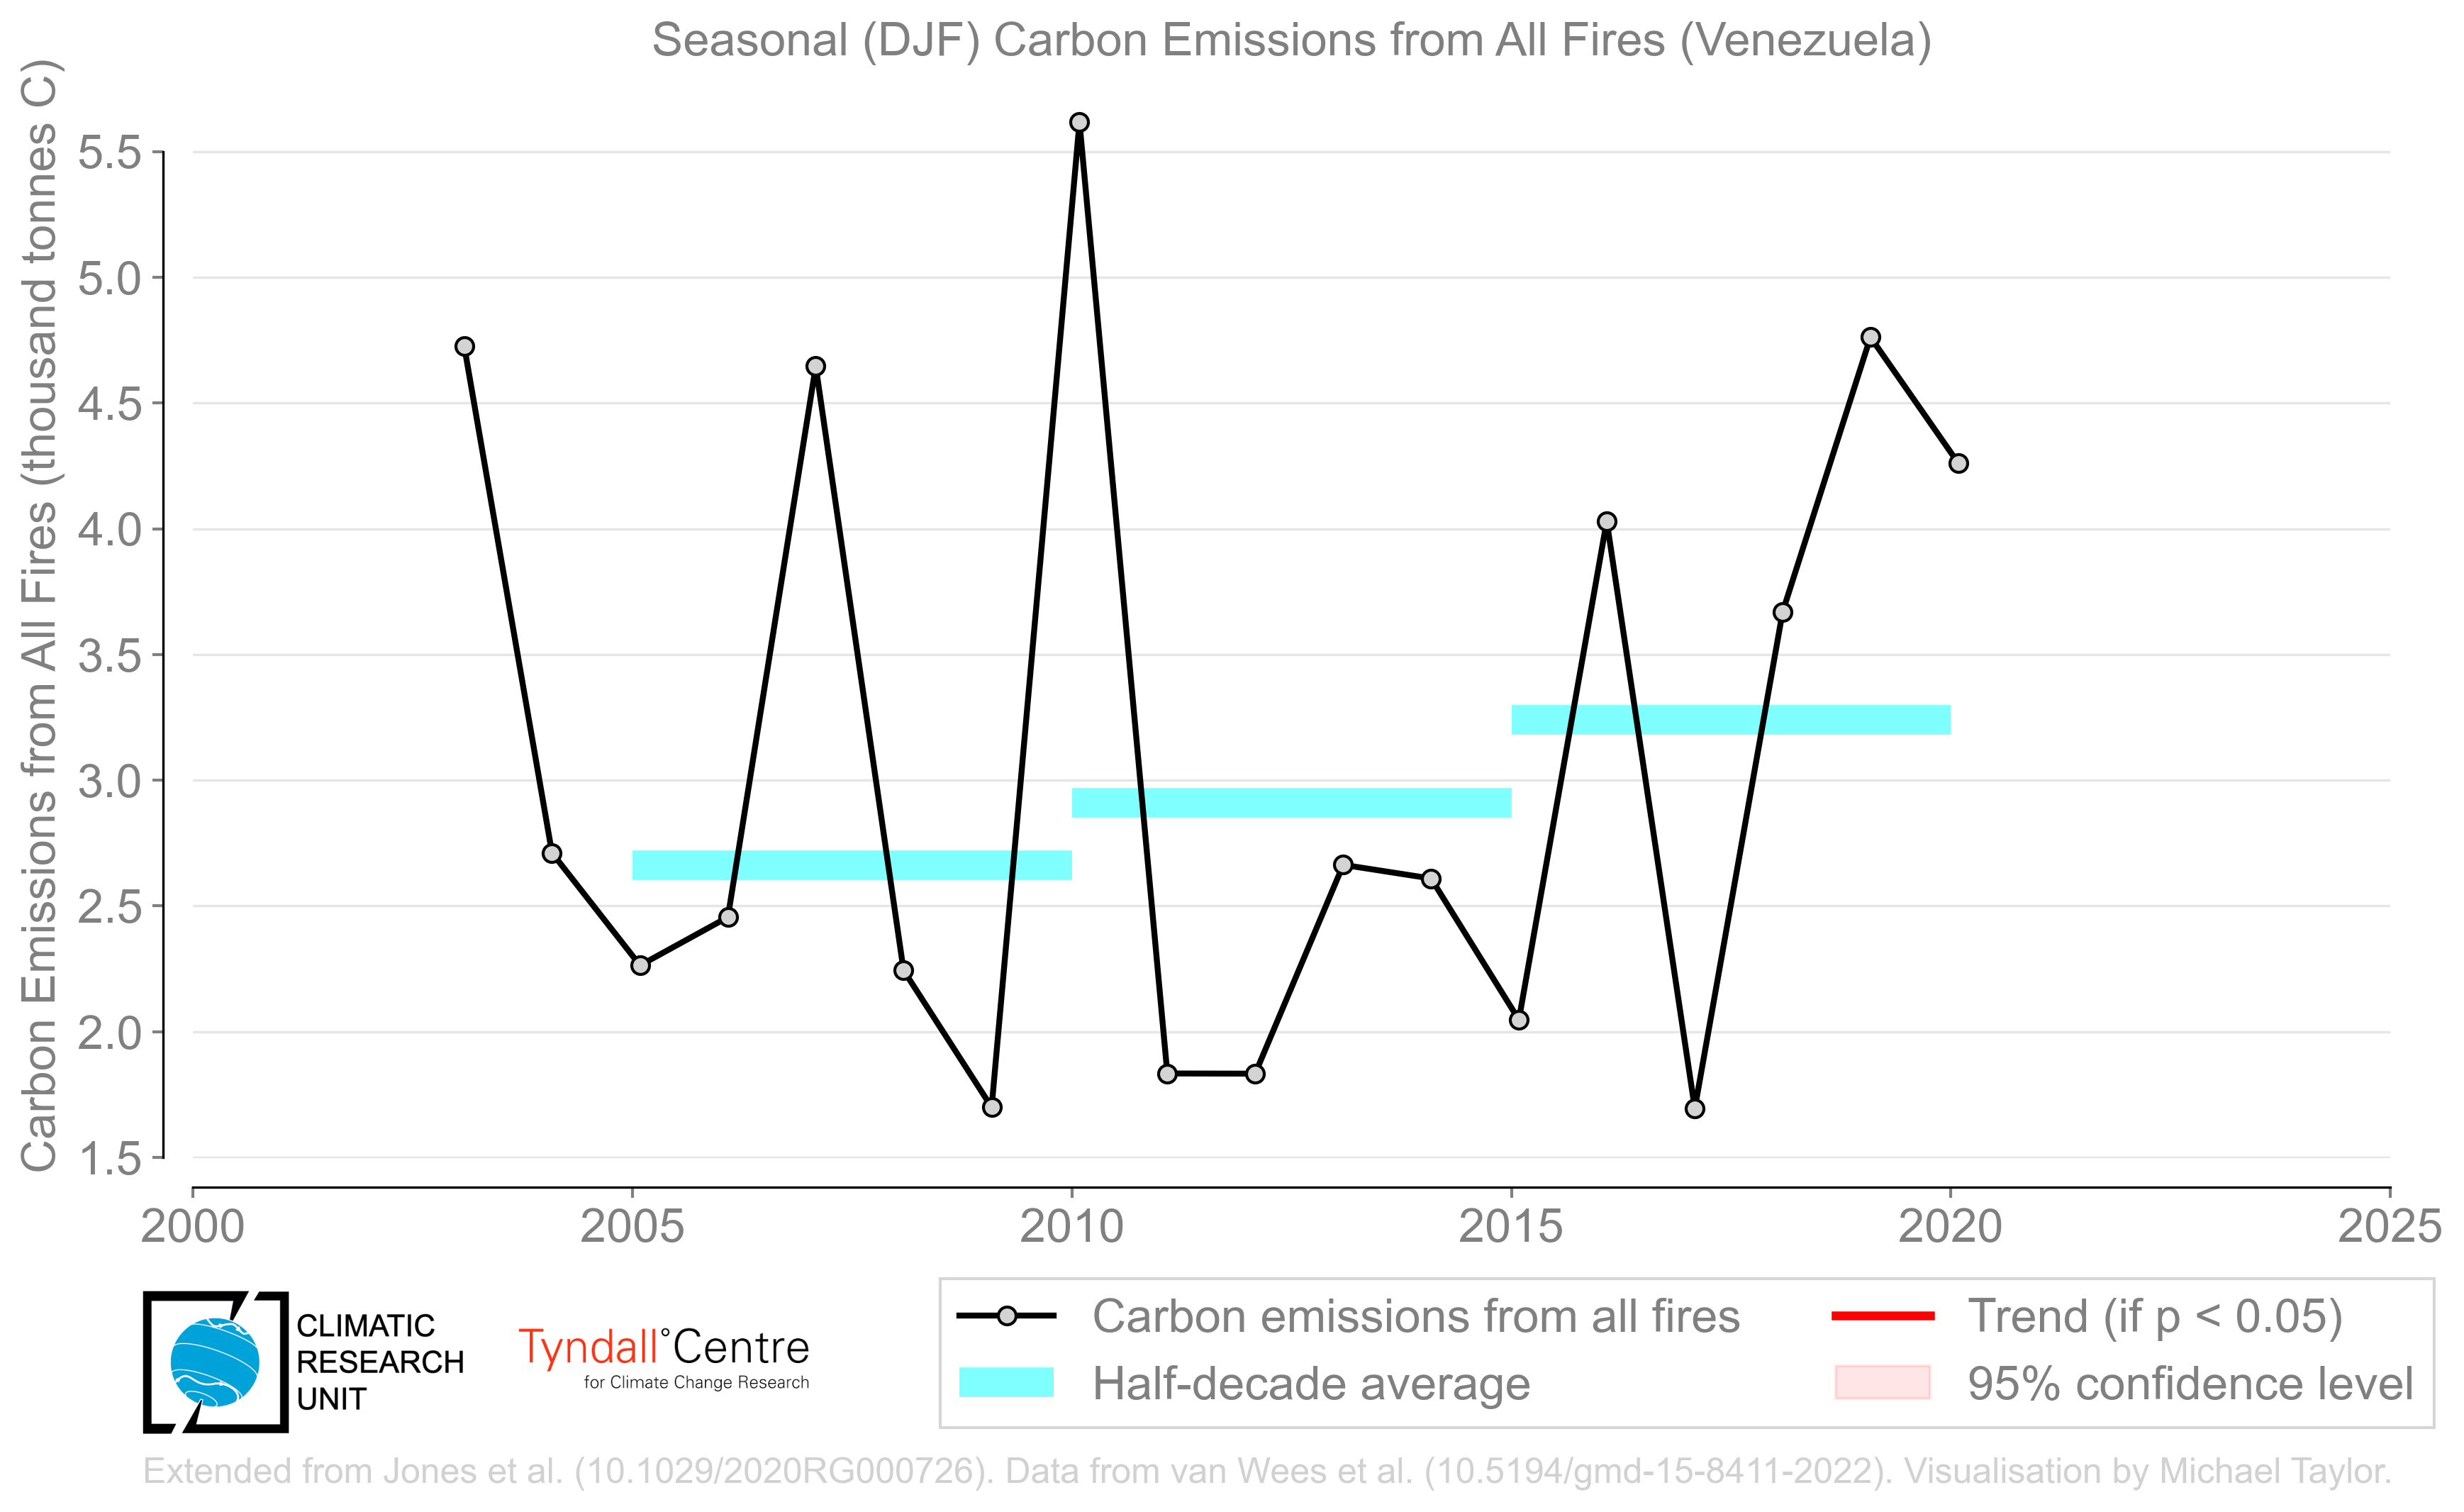 Seasonal (DJF) Carbon Emissions from All Fires (Venezuela)
Carbon Emissions from All Fires (thousand tonnes C)
5.5
5.0
4.5
4.0
3.5
3.0
2.5
2.0
1.5
2000 2005 2010 2015 2020 2025
CLIMATIC
RESEARCH
UNIT
Tyndall°Centre
for Climate Change Research
Carbon emissions from all fires
Half-decade average
Trend (if p < 0.05)
95% confidence level
Extended from Jones et al. (10.1029/2020RG000726). Data from van Wees et al. (10.5194/gmd-15-8411-2022). Visualisation by Michael Taylor.